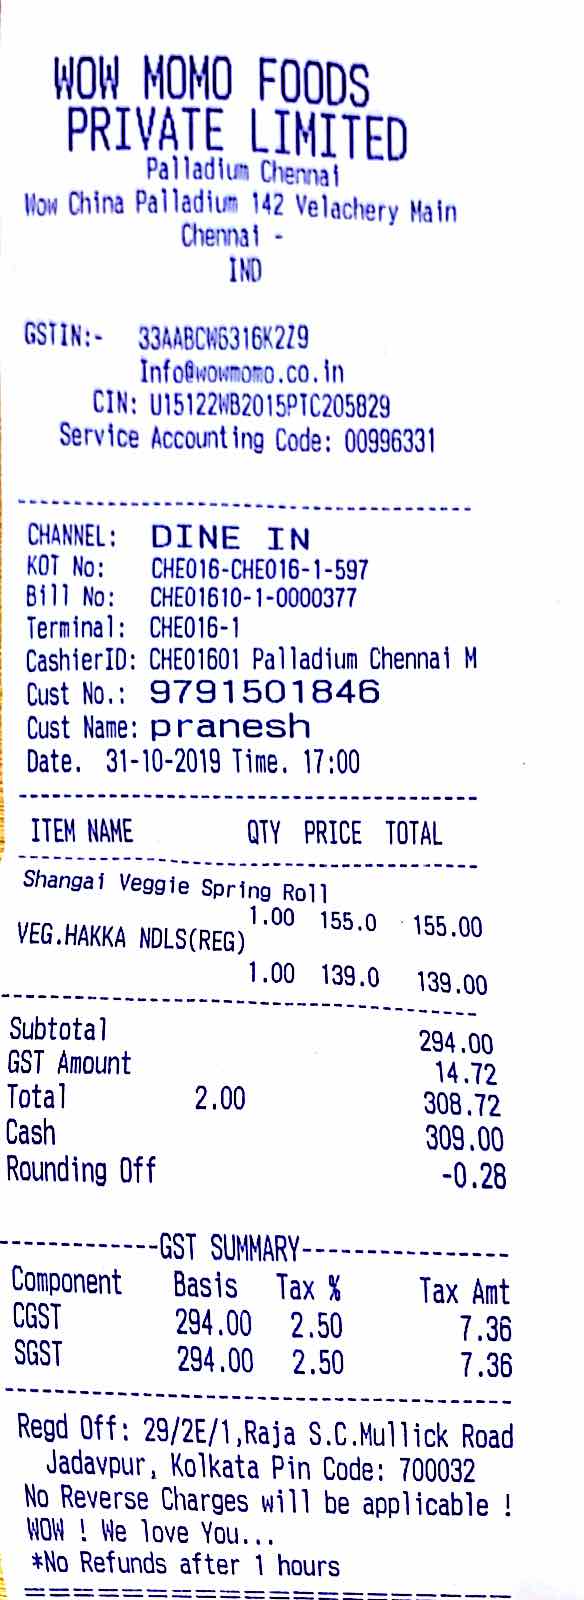 WOW MOMO FOODS
PRIVATE LIMITED
Palladium Chennai
Wow China Palladium 142 Velachery Main
Chennai -
IND
GSTIN:- 33AABCW6316K2Z9
Info@wowmomo.co.in
CIN: U15122WB2015PTC205829
Service Accounting Code: 00996331
CHANNEL: DINE IN
KOT No: CHE016-CHE016-1-597
Bill No: CHE01610-1-0000377
Terminal: CHE016-1
CashierID: CHE01601 Palladium Chennai M
Cust No.: 9791501846
Cust Name: pranesh
Date. 31-10-2019 Time. 17:00
ITEM NAME QTY PRICE TOTAL
Shangai Veggie Spring Roll
1.00 155.0 155.00
VEG.HAKKA NDLS(REG)
1.00 139.0 139.00
Subtotal 294.00
GST Amount 14.72
Total 2.00 308.72
Cash 309.00
Rounding Off -0.28
------------GST SUMMARY----------------
Component Basis Tax % Tax Amt
CGST 294.00 2.50 7.36
SGST 294.00 2.50 7.36
Regd Off: 29/2E/1,Raja S.C.Mullick Road
Jadavpur, Kolkata Pin Code: 700032
No Reverse Charges will be applicable !
WOW ! We love You...
*No Refunds after 1 hours